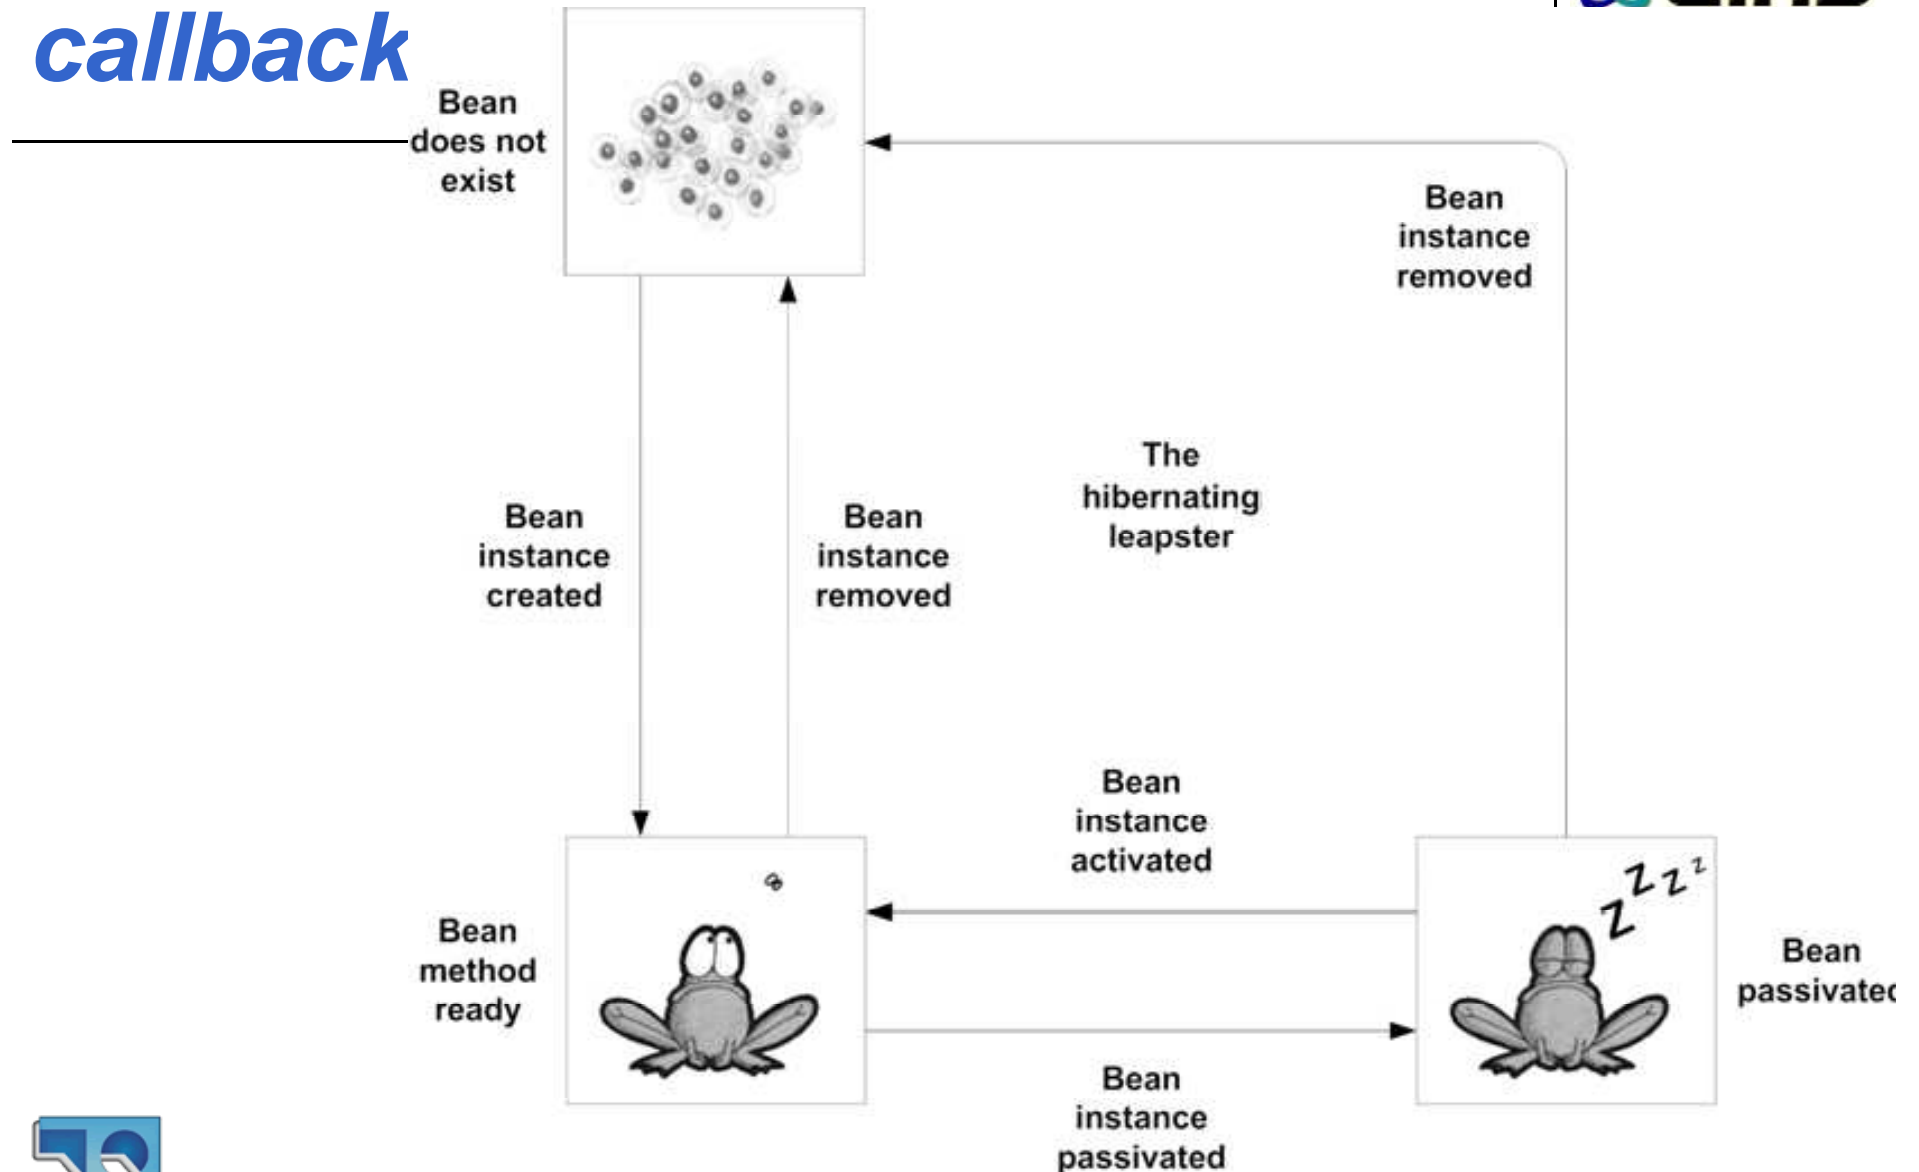 callback
Bean
does not
exist
Bean
instance
removed
The
hibernating
leapster
Bean
instance
created
Bean
instance
removed
Bean
instance
activated
z z z z
Bean
method
ready
Bean
passivated
Bean
instance
passivated